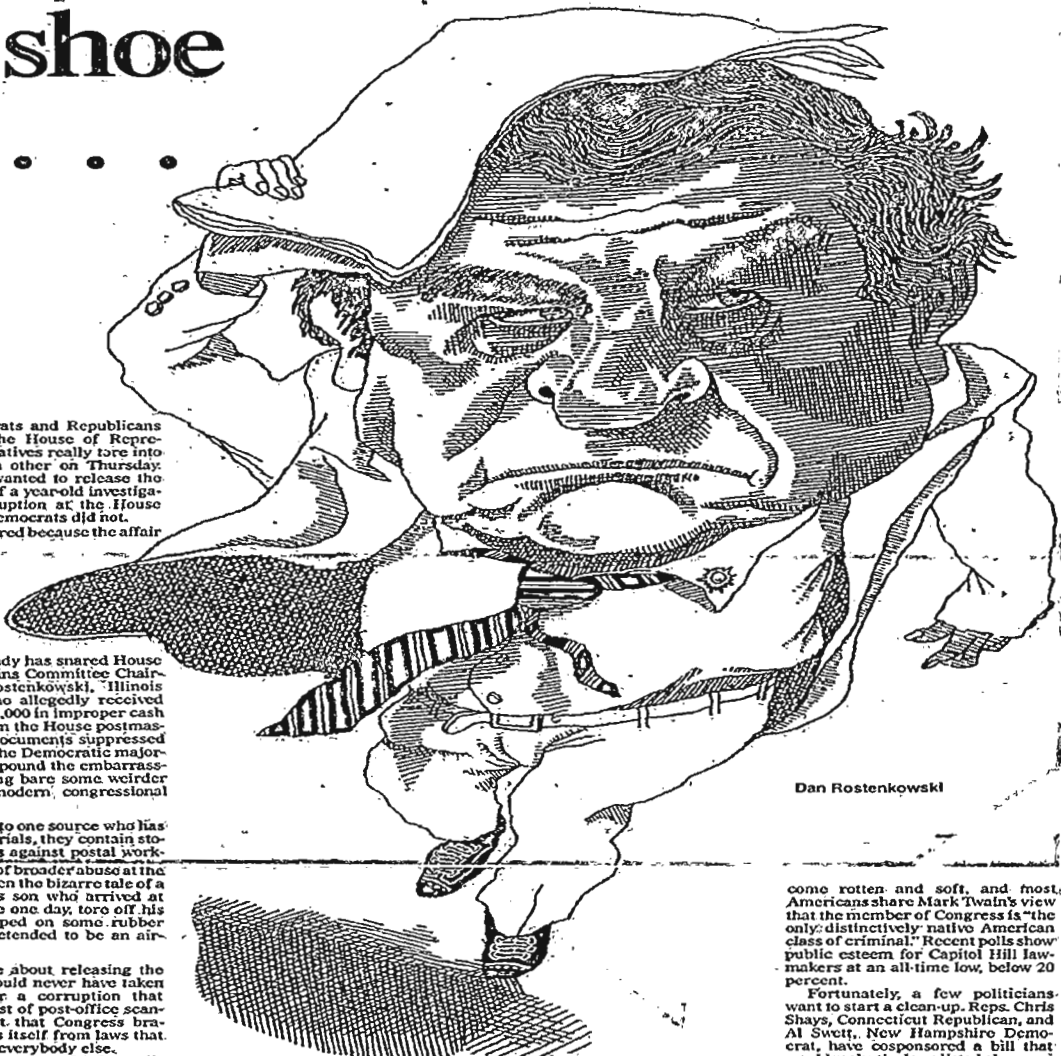 shoe
. . .
ats and Republicans
he House of Repre-
atives really tore into
other on Thursday.
wanted to release the
f a year-old investiga-
uption at the House
emocrats did not.
red because the affair
dy has snared House
ns Committee Chair-
ostenkowski, Illinois
o allegedly received
,000 in improper cash
m the House postmas-
ocuments suppressed
he Democratic major-
pound the embarrass-
ng bare some weirder
modern congressional
to one source who has
rials, they contain sto-
s against postal work-
of broader abuse at the
en the bizarre tale of a
s son who arrived at
e one day, tore off his
ped on some rubber
etended to be an air-
e about releasing the
ould never have taken
r a corruption that
st of post-office scan-
t that Congress bra-
s itself from laws that
everybody else.
Dan Rostenkowski
come rotten and soft, and most
Americans share Mark Twain's view
that the member of Congress is "the
only distinctively native American
class of criminal." Recent polls show
public esteem for Capitol Hill law-
makers at an all-time low, below 20
percent.
Fortunately, a few politicians
want to start a clean-up. Reps. Chris
Shays, Connecticut Republican, and
Al Swett, New Hampshire Demo-
crat, have cosponsored a bill that